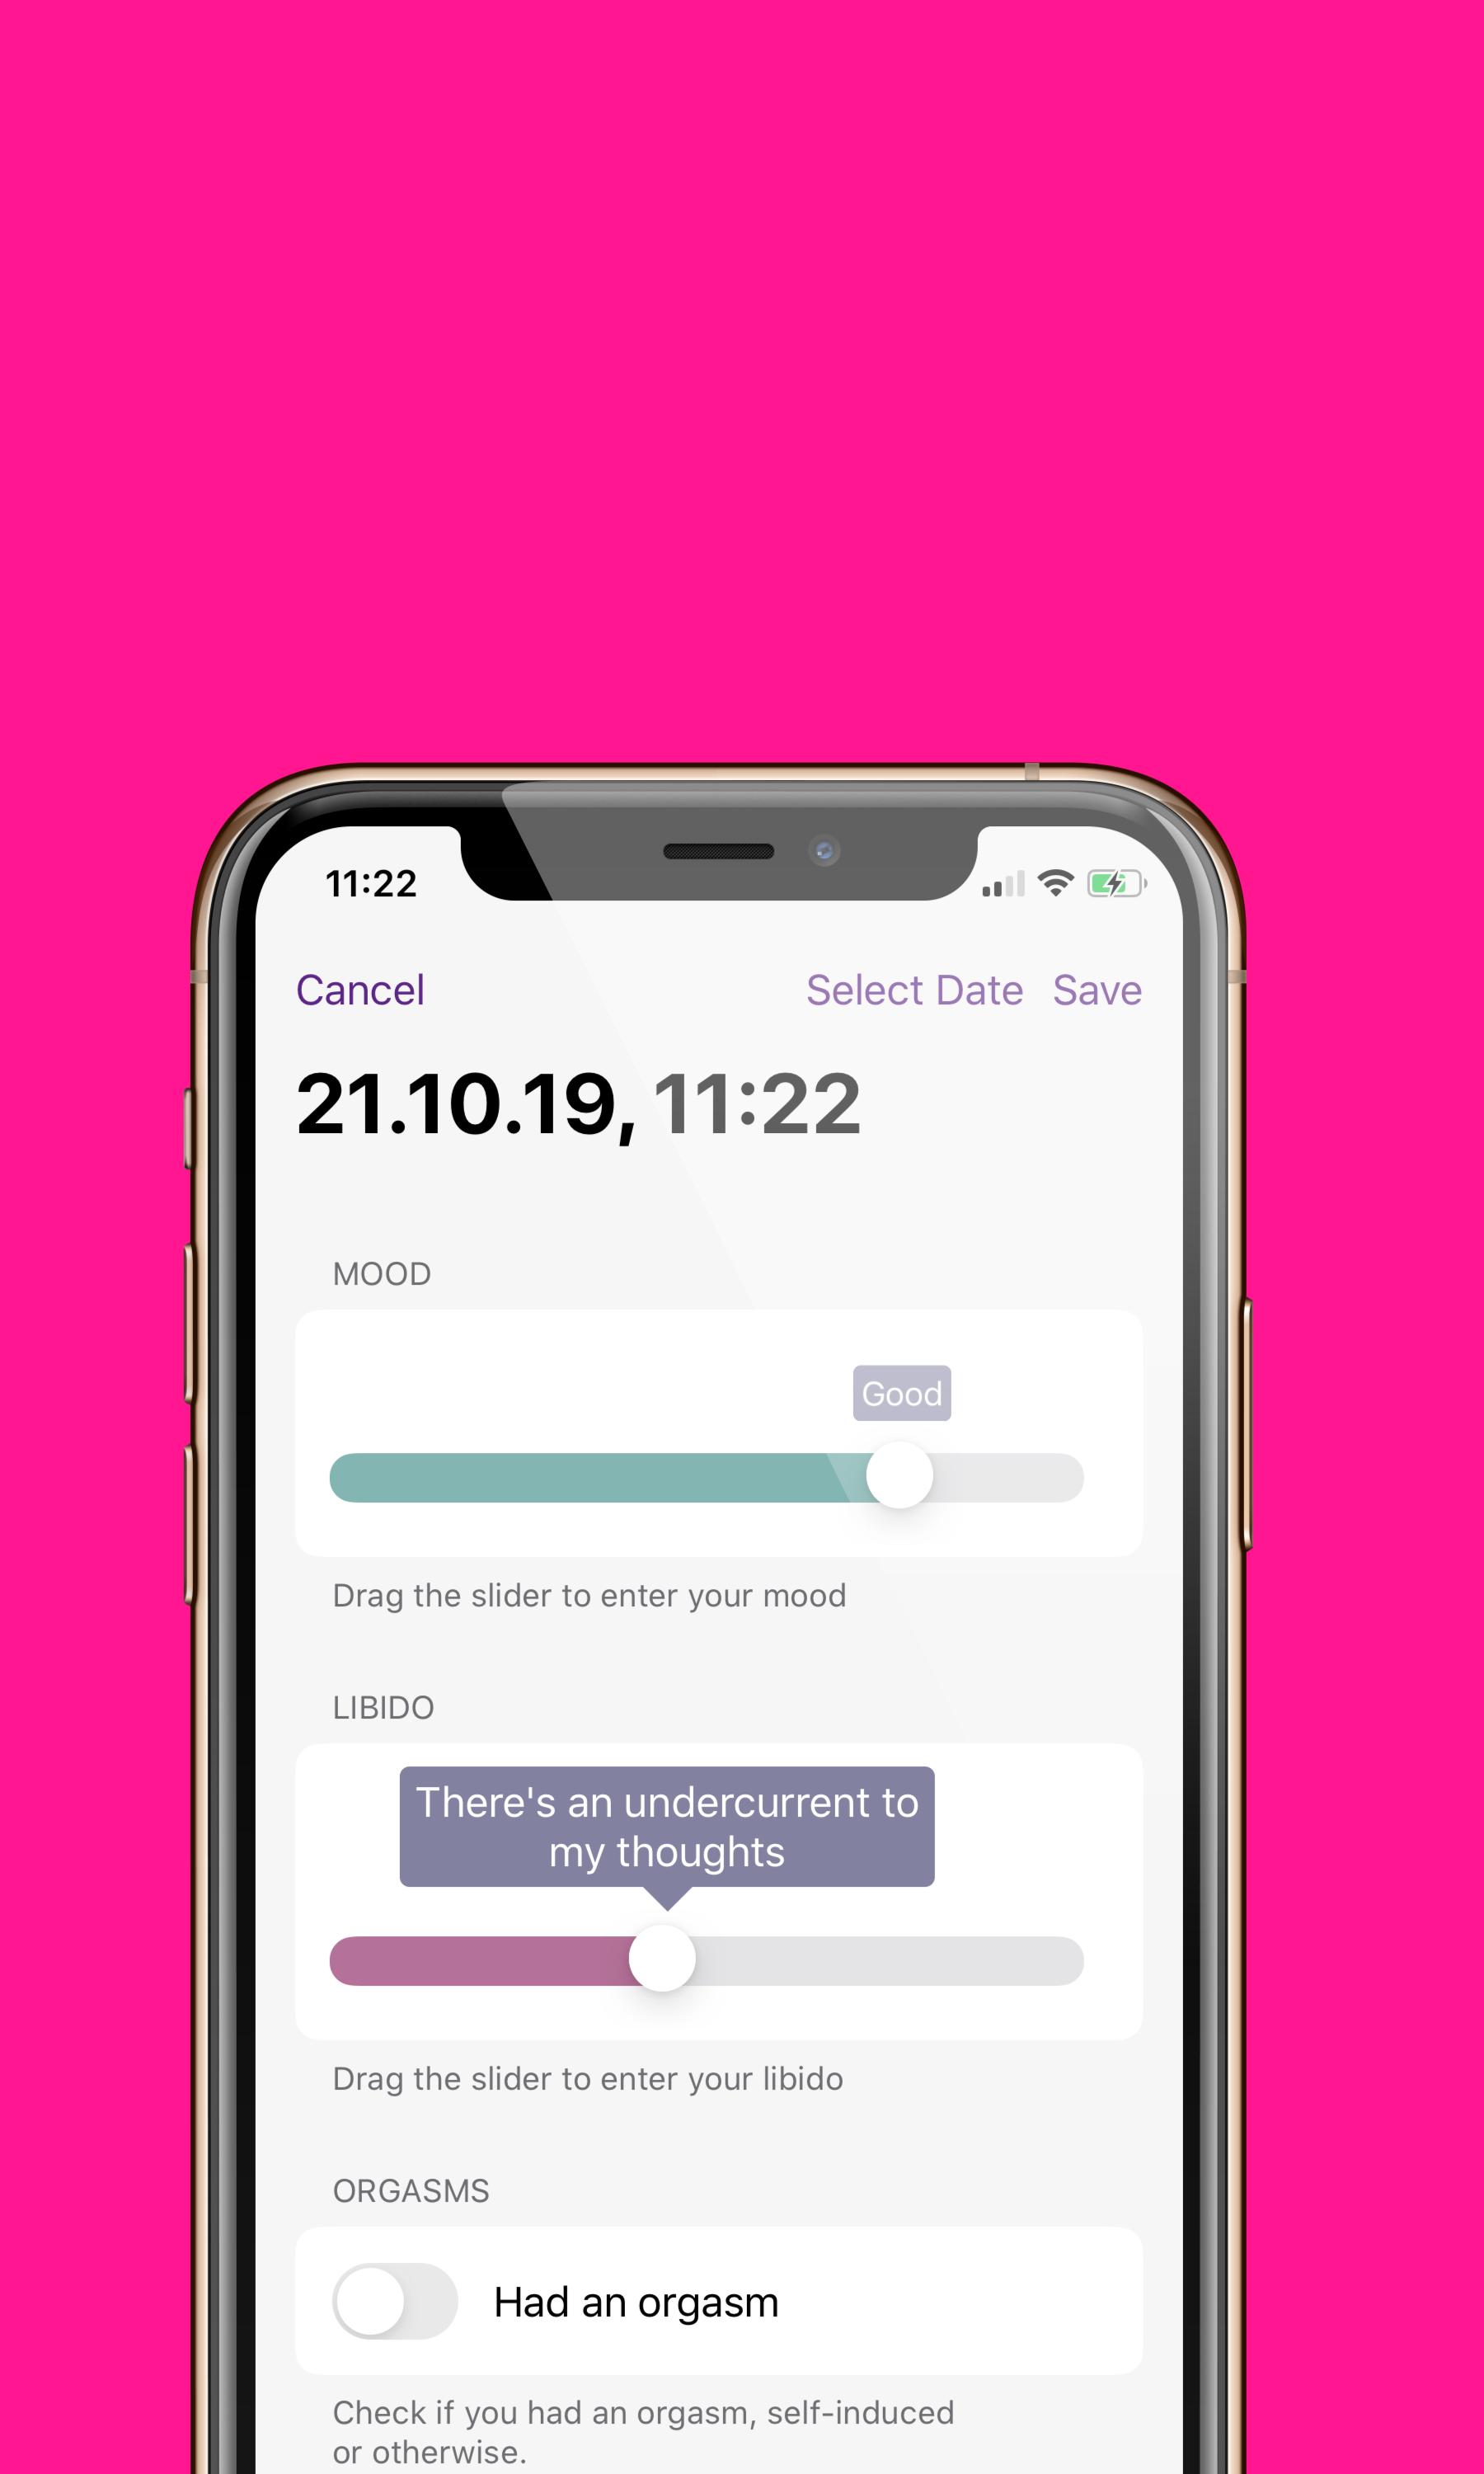 11:22
Cancel Select Date Save
21.10.19, 11:22
MOOD
Good
Drag the slider to enter your mood
LIBIDO
There's an undercurrent to
my thoughts
Drag the slider to enter your libido
ORGASMS
Had an orgasm
Check if you had an orgasm, self-induced
or otherwise.